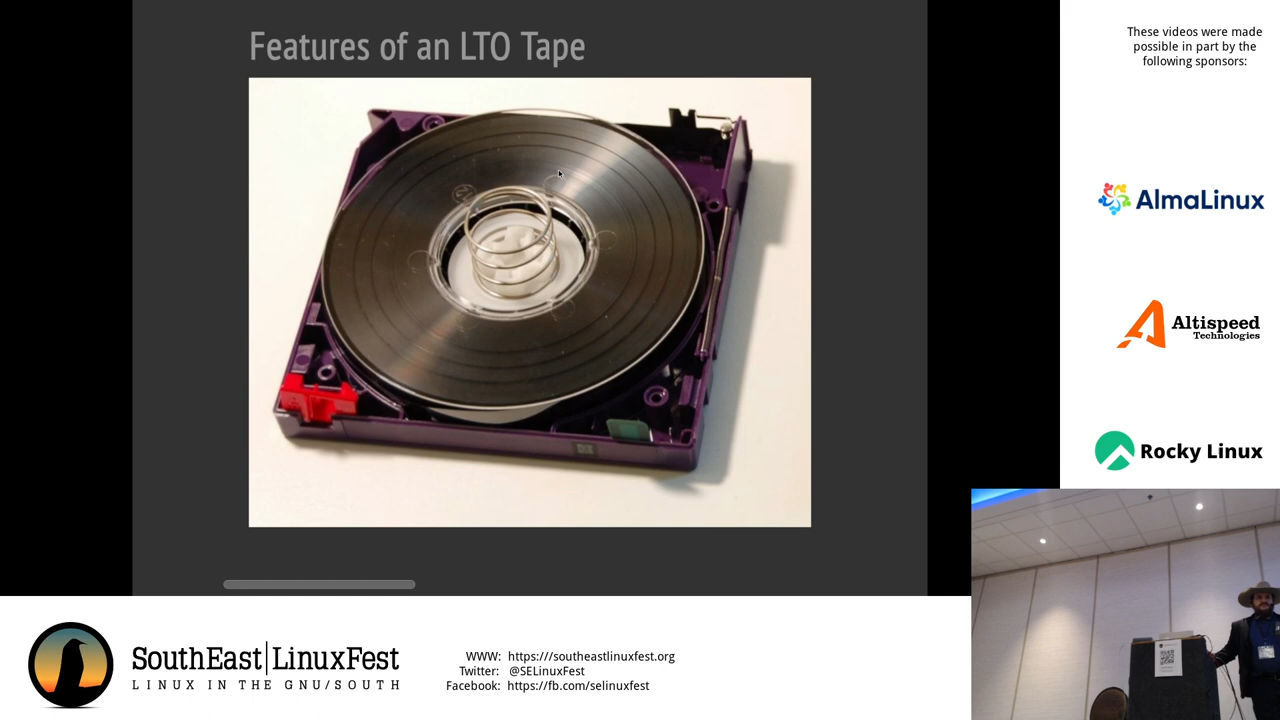 Features of an LTO Tape
These videos were made
possible in part by the
following sponsors:
AlmaLinux
Altispeed
Technologies
Rocky Linux
SouthEast LinuxFest
LINUX IN THE GNU/SOUTH
WWW: https:///southeastlinuxfest.org
Twitter: @SELinuxFest
Facebook: https://fb.com/selinuxfest